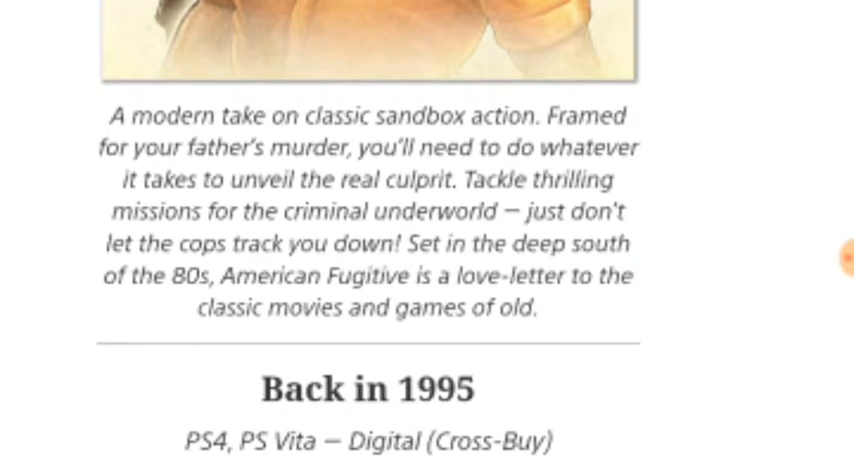 A modern take on classic sandbox action. Framed
for your father's murder, you'll need to do whatever
it takes to unveil the real culprit. Tackle thrilling
missions for the criminal underworld – just don't
let the cops track you down! Set in the deep south
of the 80s, American Fugitive is a love-letter to the
classic movies and games of old.
Back in 1995
PS4, PS Vita – Digital (Cross-Buy)